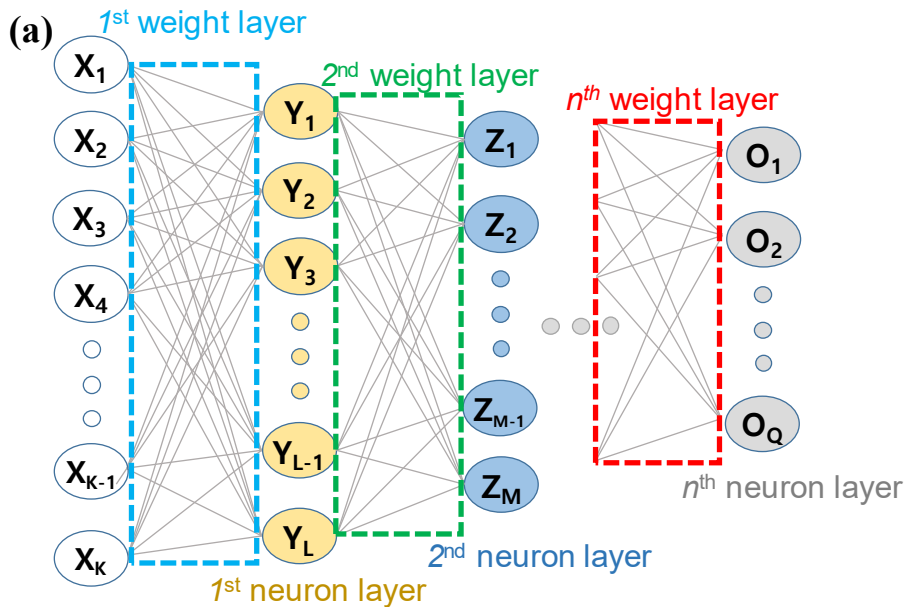 (a)
1st weight layer
2nd weight layer
nth weight layer
X1
X2
X3
X4
XK-1
XK
Y1
Y2
Y3
YL-1
YL
Z1
Z2
ZM-1
ZM
O1
O2
OQ
nth neuron layer
2nd neuron layer
1st neuron layer